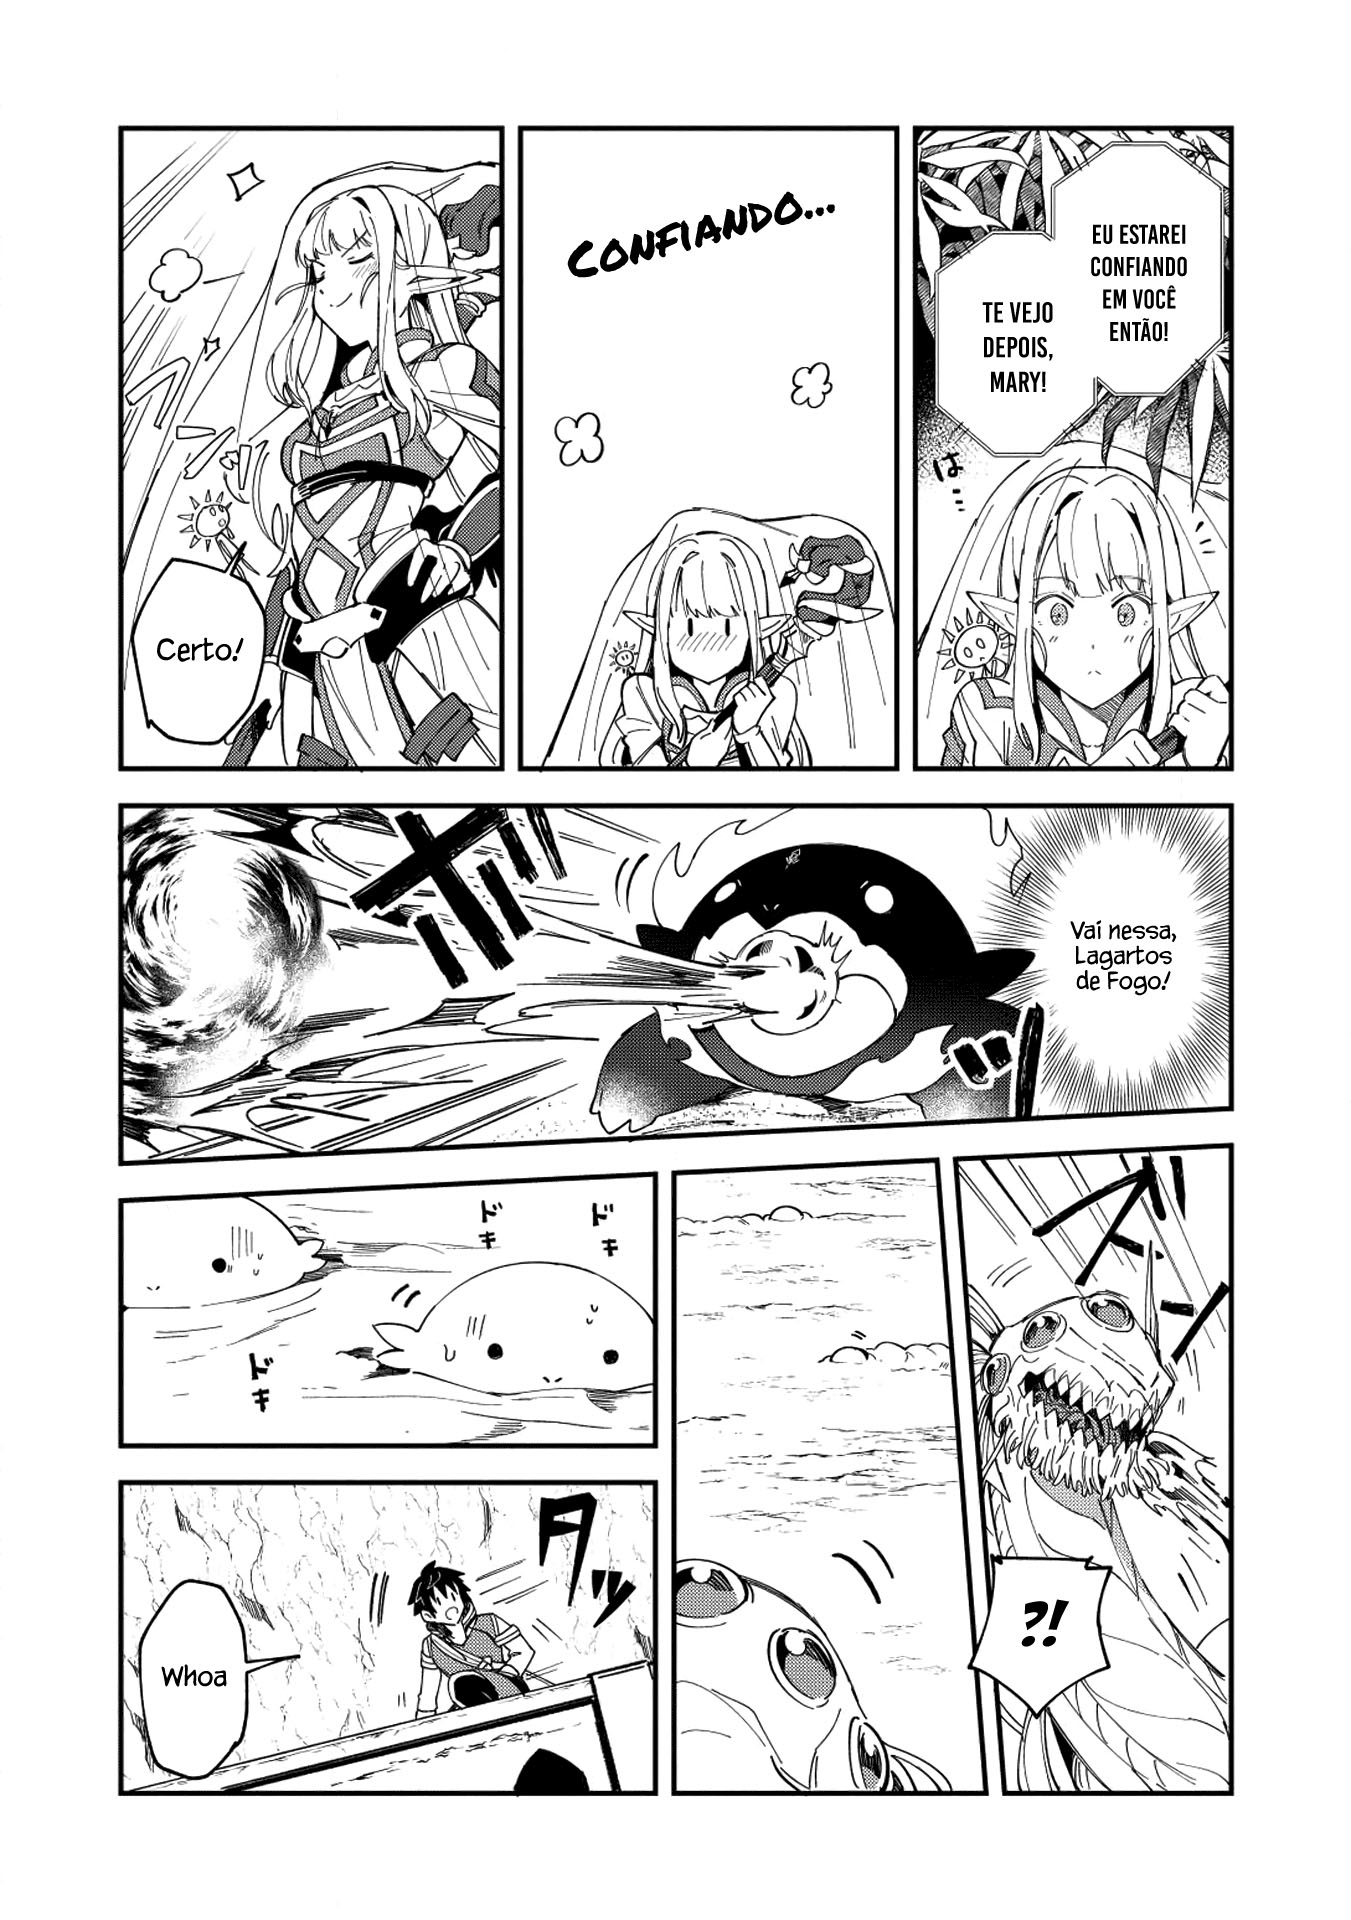 EU ESTAREI
CONFIANDO
EM VOCÊ
ENTÃO!
TE VEJO
DEPOIS,
MARY!
は…
CONFIANDO...
Certo!
Vai nessa,
Lagartos
de Fogo!
?!
ドキ
ドキ
ドキ
タッ
Whoa